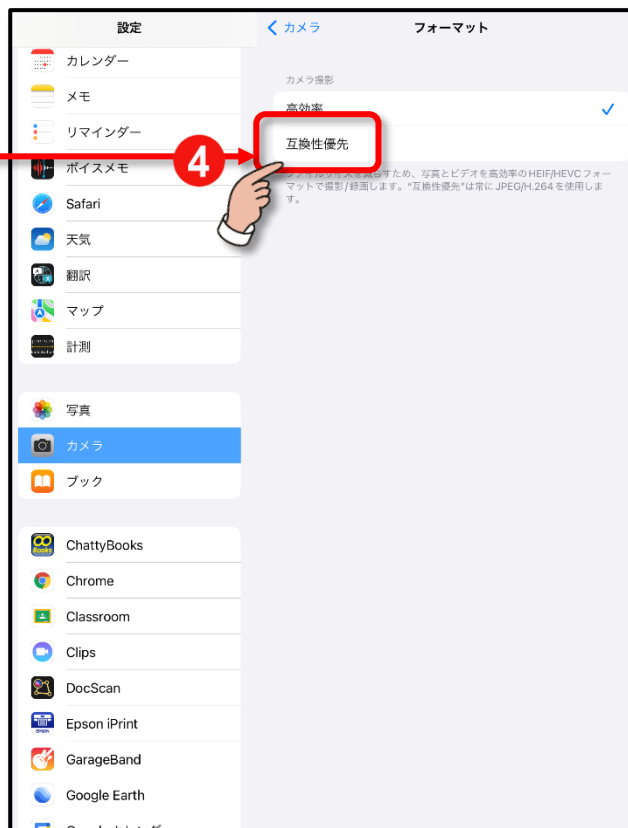 設定
カレンダー
メモ
リマインダー
ボイスメモ
Safari
天気
翻訳
マップ
計測
写真
カメラ
ブック
ChattyBooks
Chrome
Classroom
Clips
DocScan
Epson iPrint
GarageBand
Google Earth
カメラ
フォーマット
カメラ撮影
高効率
互換性優先
ファイルサイズを減らすため、写真とビデオを高効率のHEIF/HEVCフォー
マットで撮影/録画します。“互換性優先”は常にJPEG/H.264を使用しま
す。
4